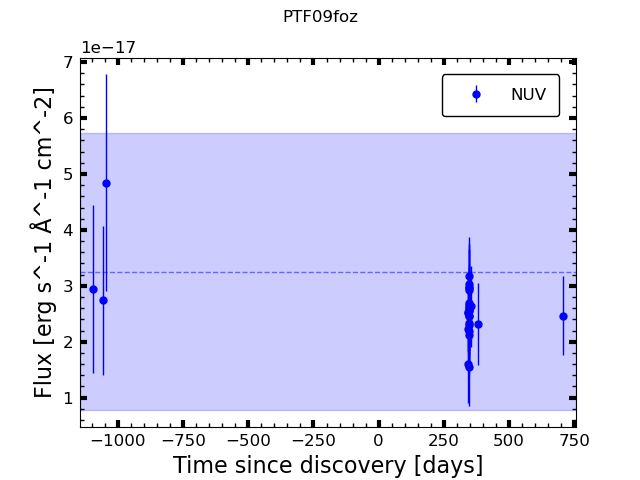 PTF09foz
1e−17
NUV
7
6
5
4
3
2
1
Flux [erg s^-1 Å^-1 cm^-2]
−1000 −750 −500 −250 0 250 500 750
Time since discovery [days]